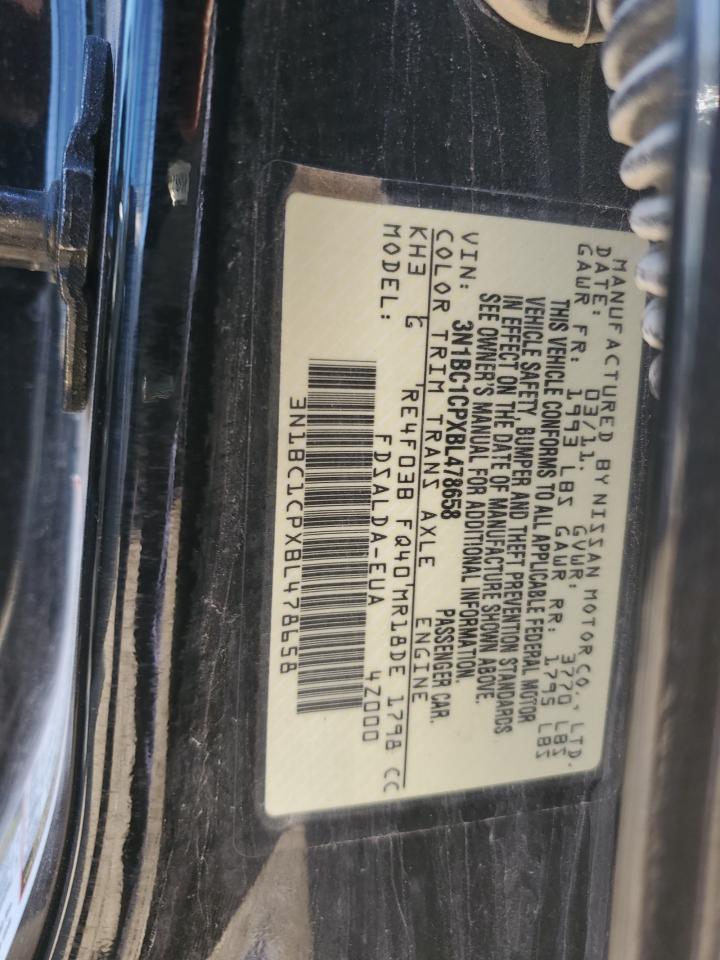 MANUFACTURED BY NISSAN MOTOR CO., LTD.
DATE: 03/11. GVWR: 3770 LBS
GAWR FR: 1993 LBS GAWR RR: 1795 LBS
THIS VEHICLE CONFORMS TO ALL APPLICABLE FEDERAL MOTOR
VEHICLE SAFETY, BUMPER AND THEFT PREVENTION STANDARDS
IN EFFECT ON THE DATE OF MANUFACTURE SHOWN ABOVE.
SEE OWNER'S MANUAL FOR ADDITIONAL INFORMATION.
VIN: 3N1BC1CPXBL478658 PASSENGER CAR.
COLOR TRIM TRANS AXLE ENGINE
KH3 G RE4F03B FQ40 MR18DE 1798 CC
MODEL: FDSALDA-EUA 4Z000
3N1BC1CPXBL478658